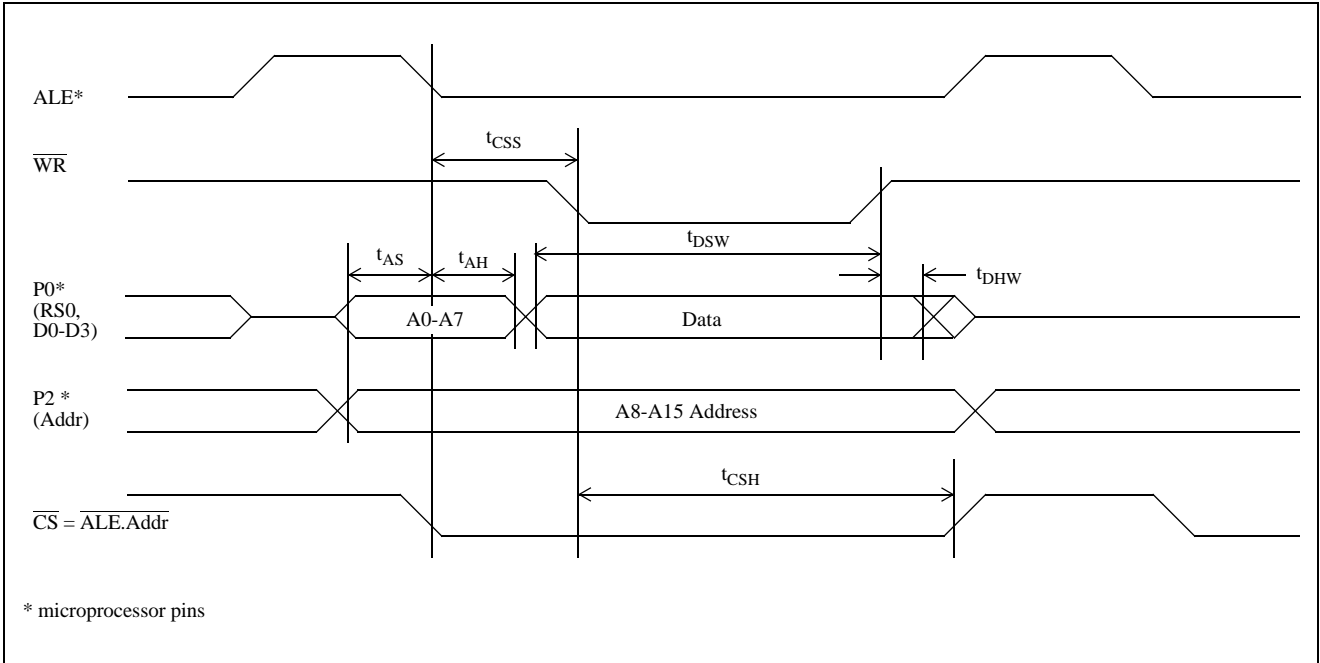 ALE*
tCSS
WR
tDSW
tAS
tAH
tDHW
P0*
(RS0,
D0-D3)
A0-A7
Data
P2 *
(Addr)
A8-A15 Address
tCSH
CS = ALE.Addr
* microprocessor pins